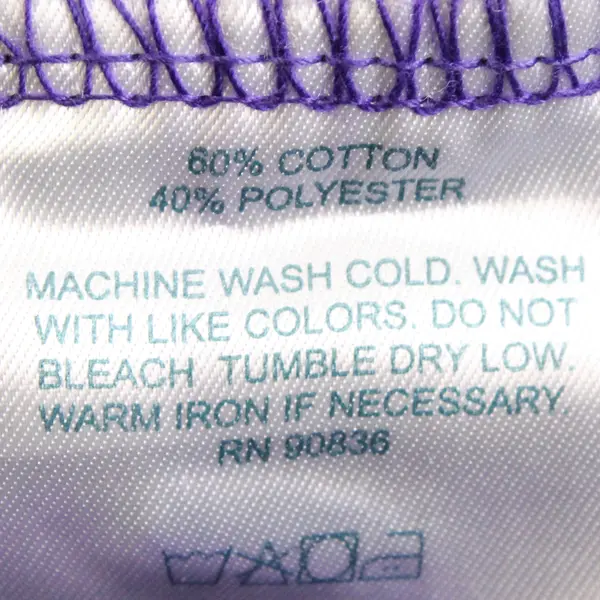 60% COTTON
40% POLYESTER
MACHINE WASH COLD. WASH
WITH LIKE COLORS. DO NOT
BLEACH TUMBLE DRY LOW.
WARM IRON IF NECESSARY.
RN 90836